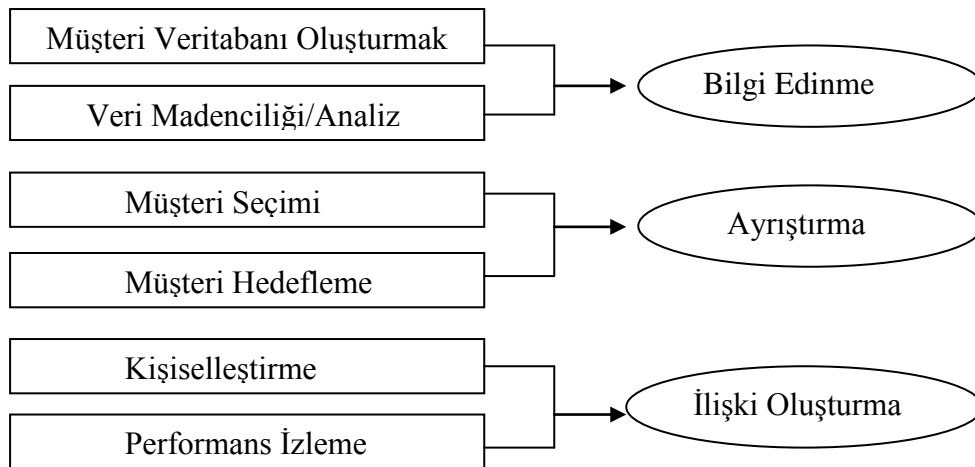 Müşteri Veritabanı Oluşturmak
Veri Madenciliği/Analiz
Bilgi Edinme
Müşteri Seçimi
Müşteri Hedefleme
Ayrıştırma
Kişiselleştirme
Performans İzleme
İlişki Oluşturma